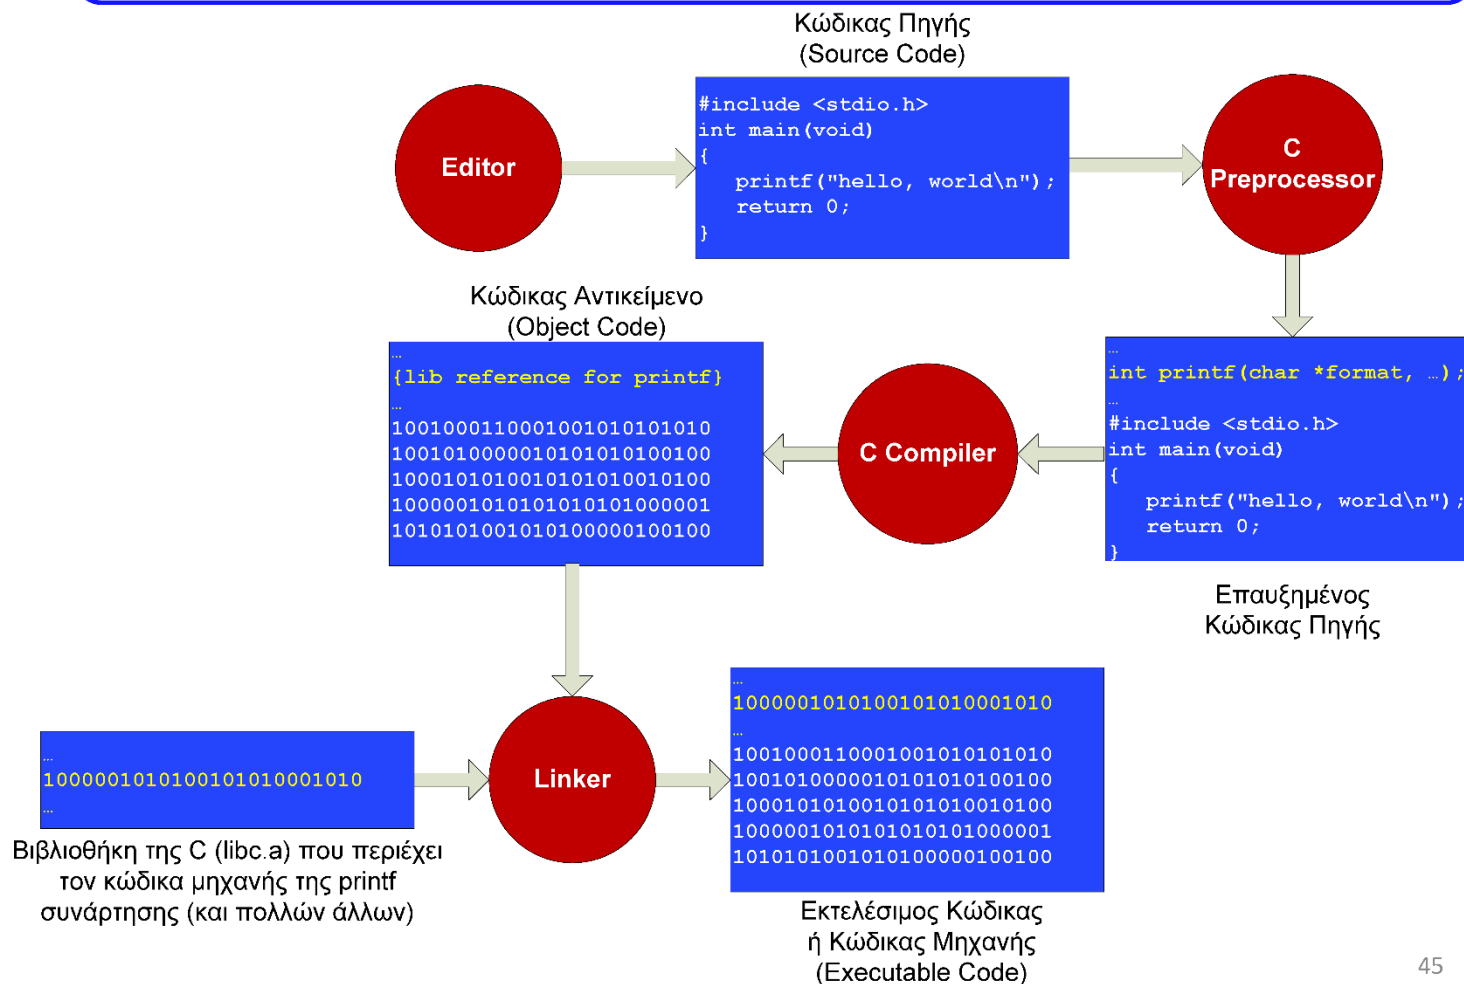 Κώδικας Πηγής
(Source Code)
Editor
#include <stdio.h>
int main(void)
{
printf("hello, world\n");
return 0;
}
C
Preprocessor
Κώδικας Αντικείμενο
(Object Code)
…
{lib reference for printf}
…
1001000110001001010101010
1001010000010101010100100
1000101010010101010010100
1000001010101010101000001
1010101001010100000100100
C Compiler
…
int printf(char *format, …);
…
#include <stdio.h>
int main(void)
{
printf("hello, world\n");
return 0;
}
Επαυξημένος
Κώδικας Πηγής
…
1000001010100101010001010
…
Βιβλιοθήκη της C (libc.a) που περιέχει
τον κώδικα μηχανής της printf
συνάρτησης (και πολλών άλλων)
Linker
…
1000001010100101010001010
…
1001000110001001010101010
1001010000010101010100100
1000101010010101010010100
1000001010101010101000001
1010101001010100000100100
Εκτελέσιμος Κώδικας
ή Κώδικας Μηχανής
(Executable Code)
45